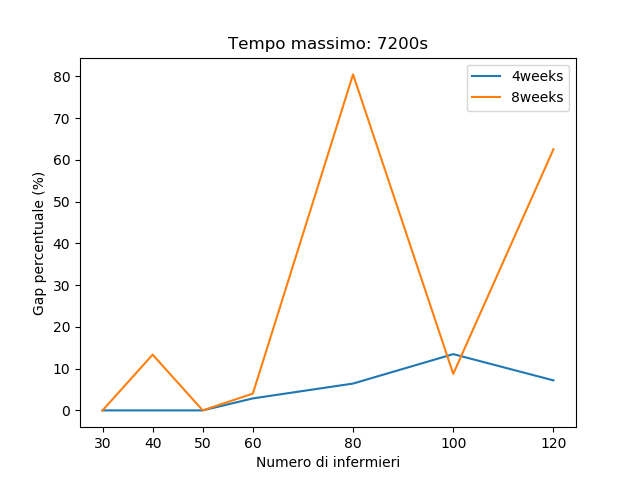 Tempo massimo: 7200s
4weeks
8weeks
Gap percentuale (%)
80
70
60
50
40
30
20
10
0
30 40 50 60 80 100 120
Numero di infermieri